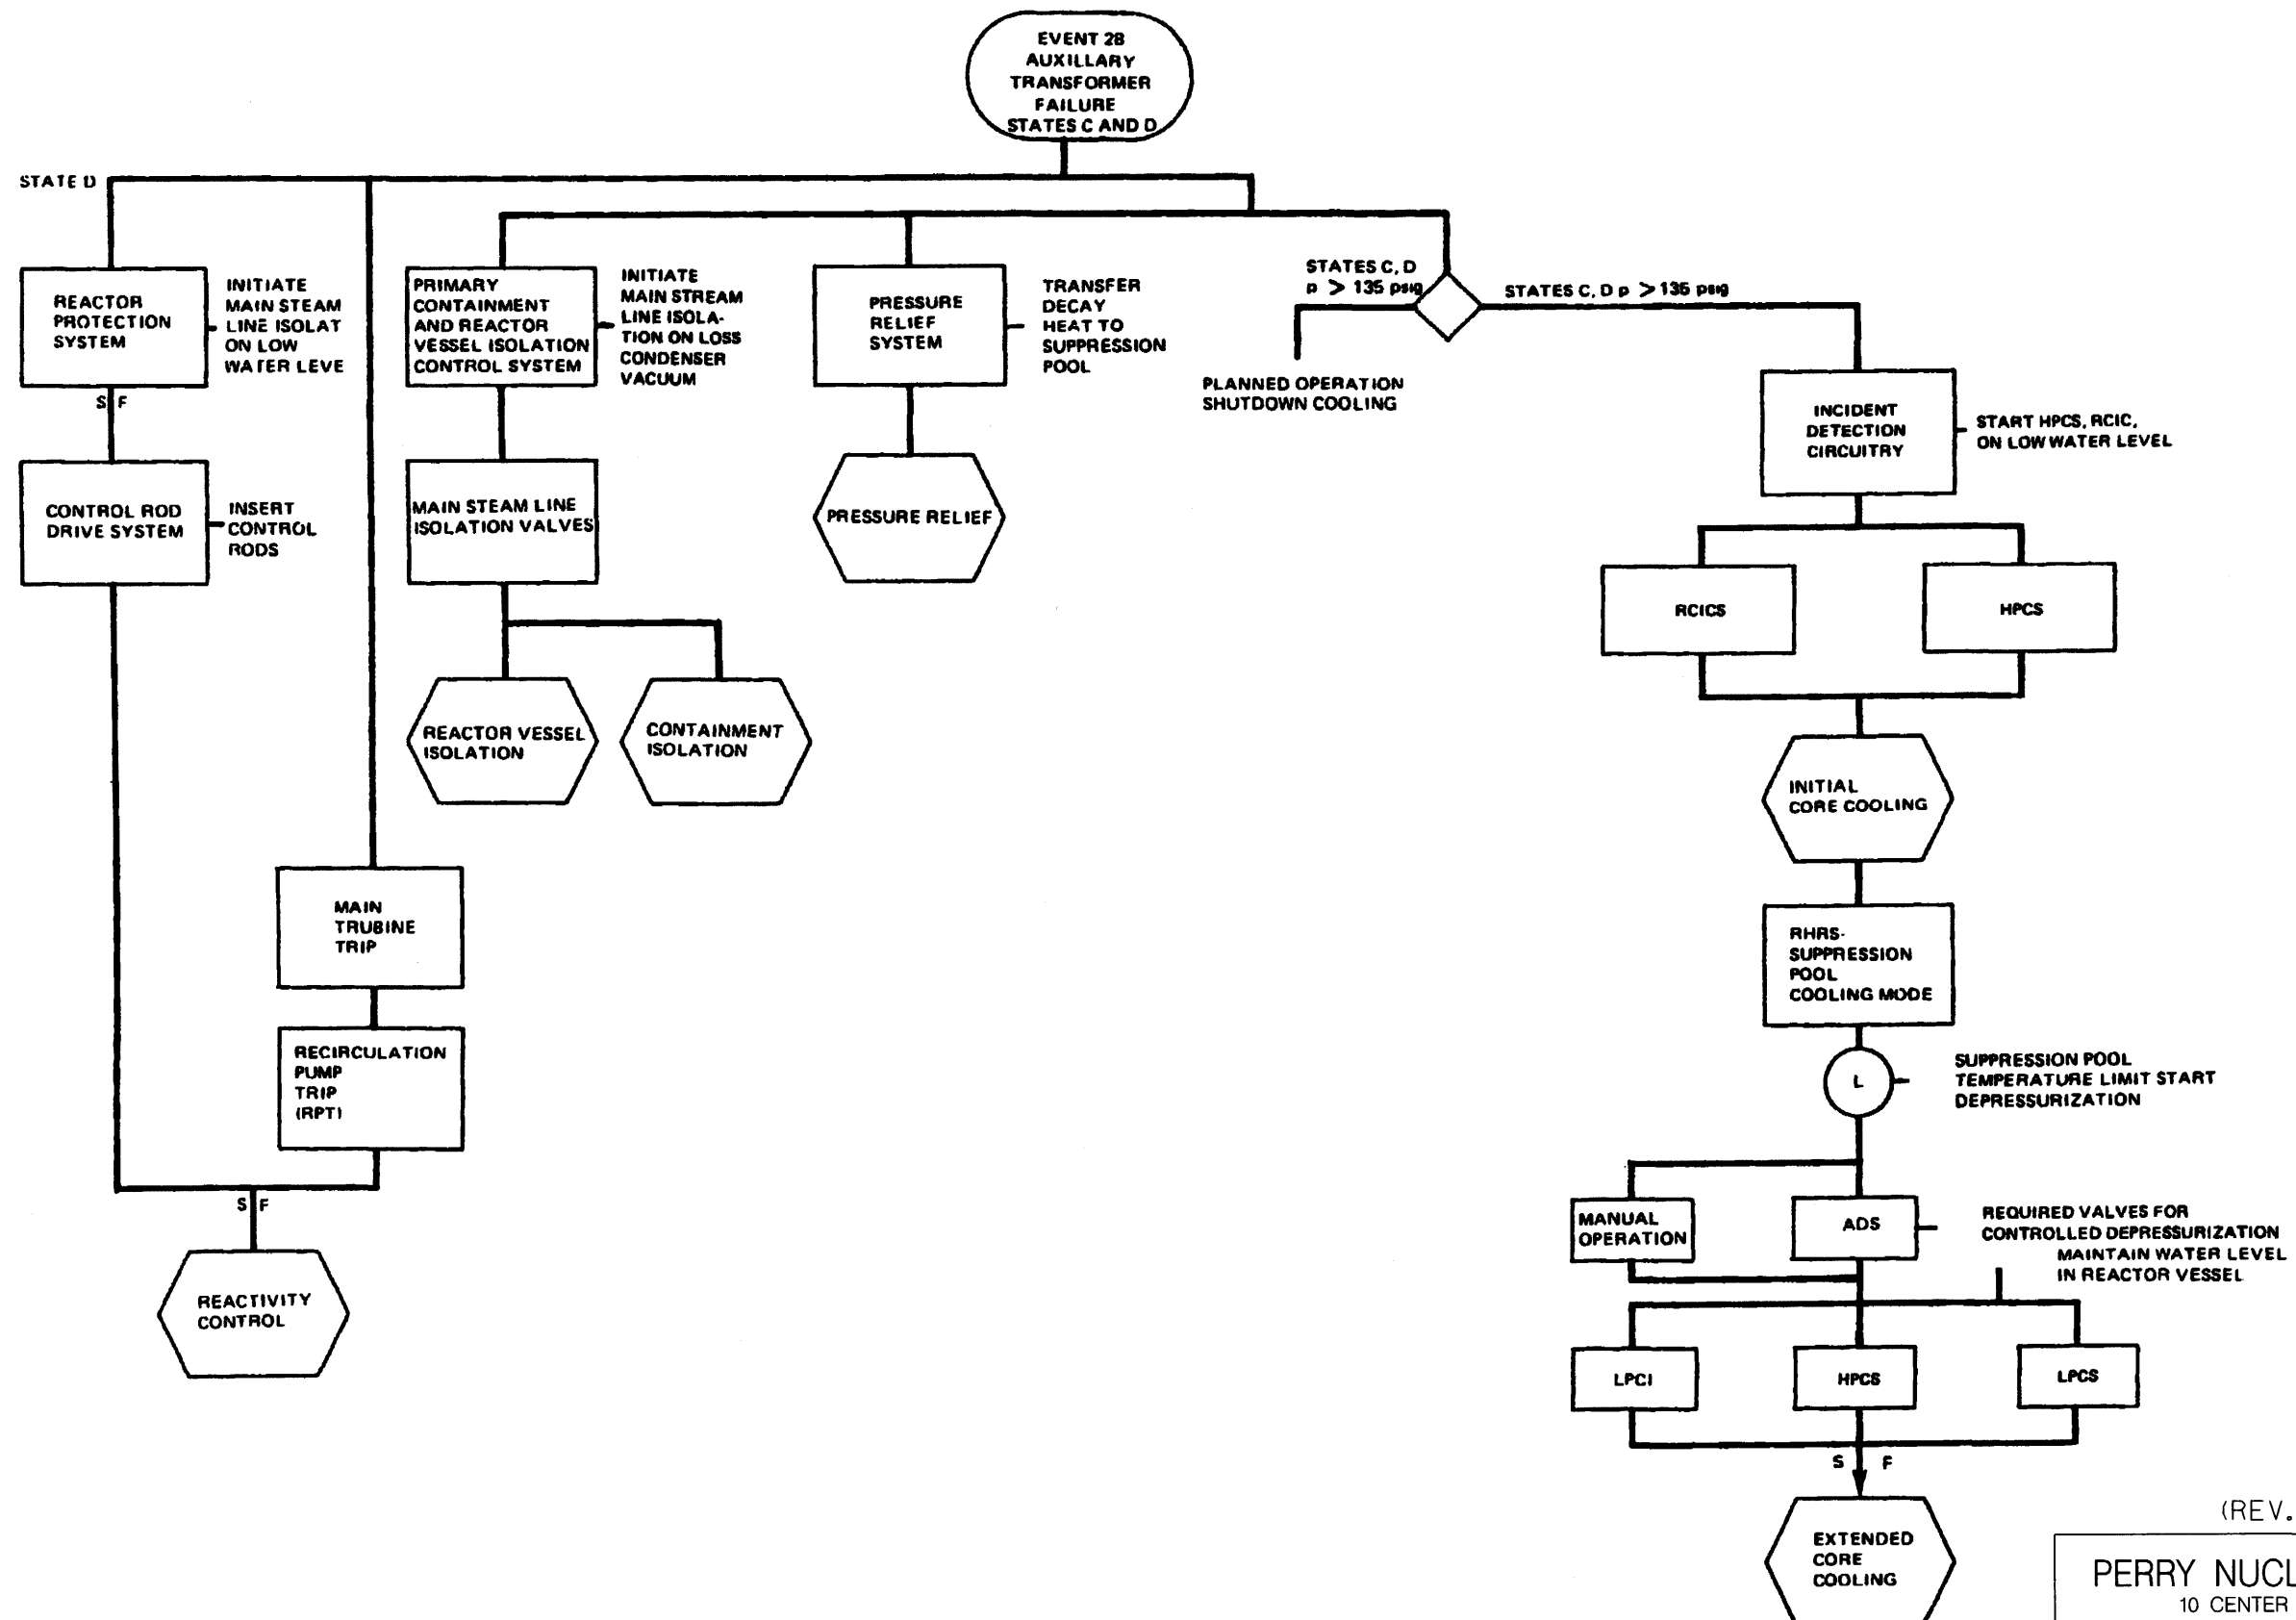 EVENT 2B
AUXILLARY
TRANSFORMER
FAILURE
STATES C AND D
STATE D
REACTOR
PROTECTION
SYSTEM
INITIATE
MAIN STEAM
LINE ISOLAT
ON LOW
WATER LEVE
S F
CONTROL ROD
DRIVE SYSTEM
INSERT
CONTROL
RODS
PRIMARY
CONTAINMENT
AND REACTOR
VESSEL ISOLATION
CONTROL SYSTEM
INITIATE
MAIN STREAM
LINE ISOLA-
TION ON LOSS
CONDENSER
VACUUM
MAIN STEAM LINE
ISOLATION VALVES
REACTOR VESSEL
ISOLATION
CONTAINMENT
ISOLATION
PRESSURE
RELIEF
SYSTEM
TRANSFER
DECAY
HEAT TO
SUPPRESSION
POOL
PRESSURE RELIEF
STATES C, D
p > 135 psig
PLANNED OPERATION
SHUTDOWN COOLING
STATES C, D p > 135 psig
INCIDENT
DETECTION
CIRCUITRY
START HPCS, RCIC,
ON LOW WATER LEVEL
RCICS
HPCS
INITIAL
CORE COOLING
RHRS-
SUPPRESSION
POOL
COOLING MODE
L
SUPPRESSION POOL
TEMPERATURE LIMIT START
DEPRESSURIZATION
MANUAL
OPERATION
ADS
REQUIRED VALVES FOR
CONTROLLED DEPRESSURIZATION
MAINTAIN WATER LEVEL
IN REACTOR VESSEL
LPCI
HPCS
LPCS
S F
EXTENDED
CORE
COOLING
MAIN
TRUBINE
TRIP
RECIRCULATION
PUMP
TRIP
(RPT)
S F
REACTIVITY
CONTROL
(REV.
PERRY NUCL
10 CENTER